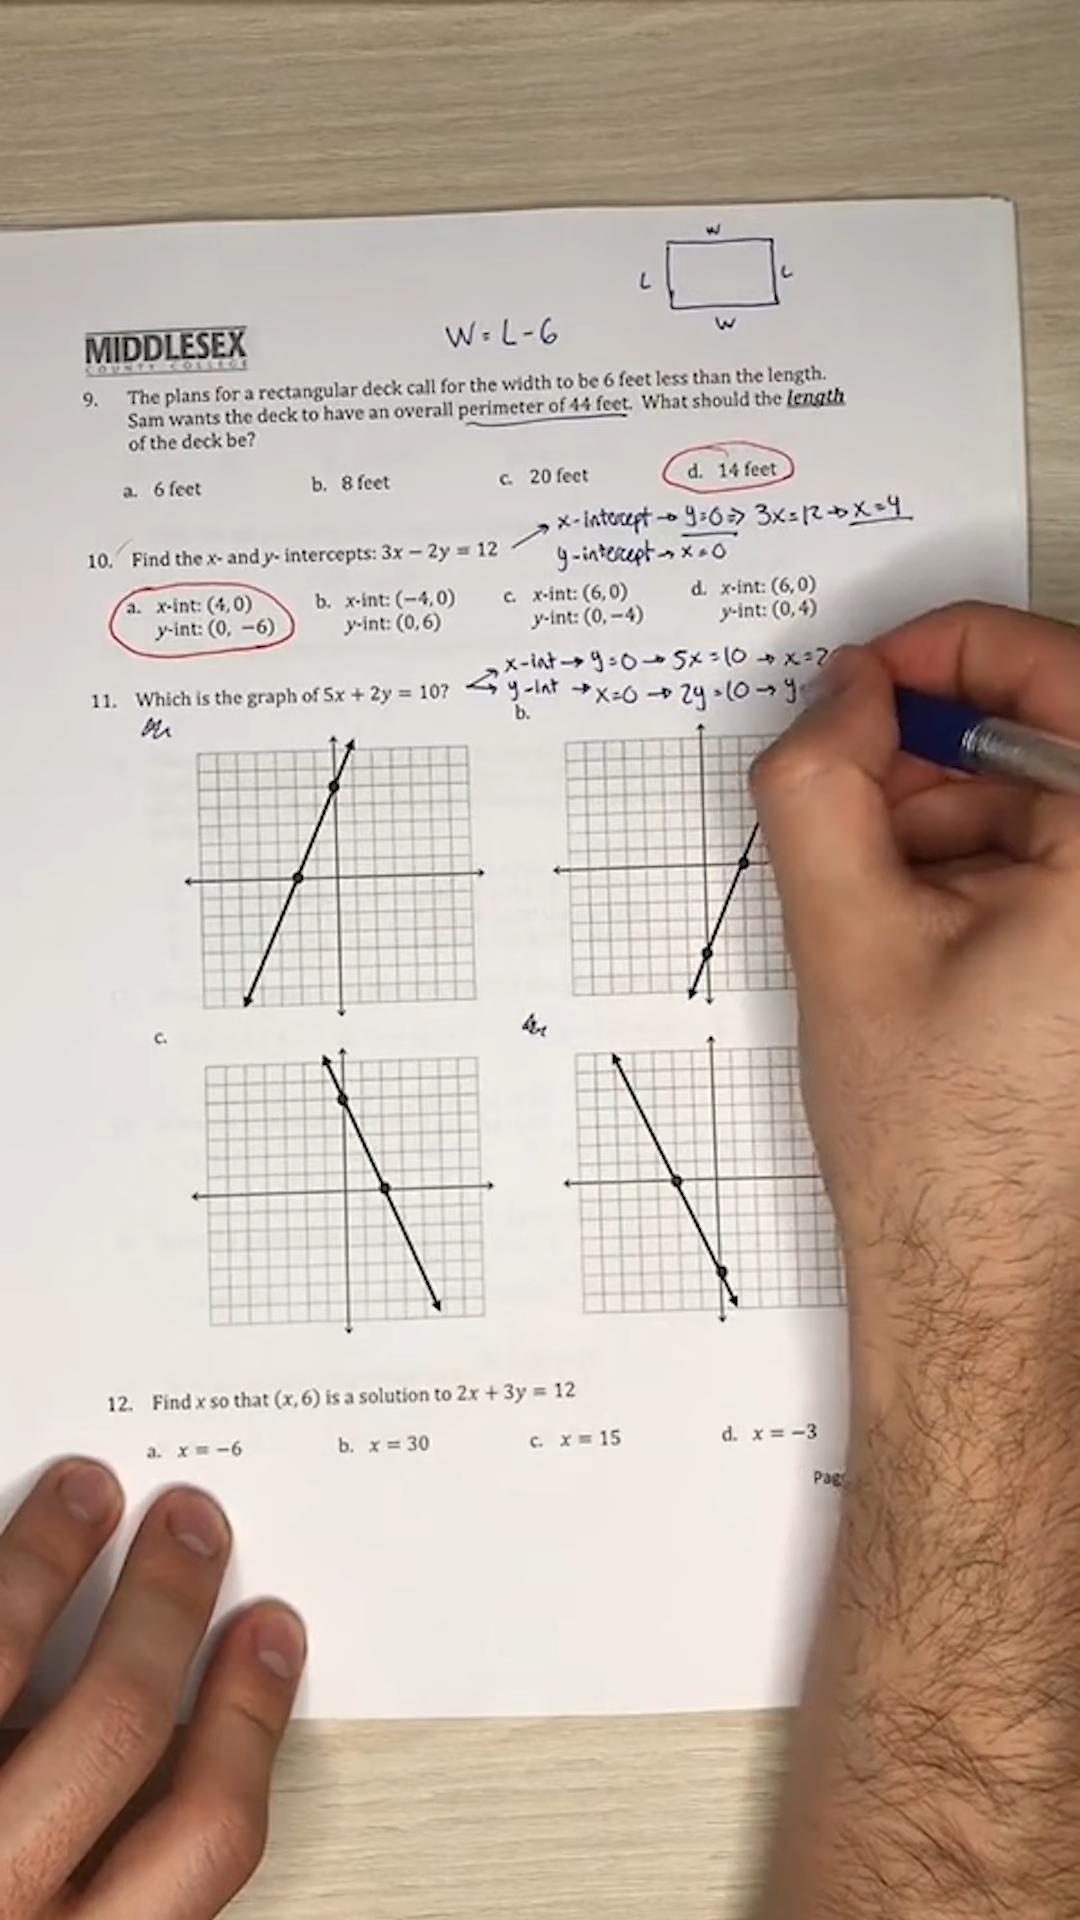 W
L
L
W
W = L - 6
MIDDLESEX
COUNTY COLLEGE
9. The plans for a rectangular deck call for the width to be 6 feet less than the length.
Sam wants the deck to have an overall perimeter of 44 feet. What should the length
of the deck be?
a. 6 feet b. 8 feet c. 20 feet d. 14 feet
x-intercept → y=0 ⇒ 3x=12 → x=4
10. Find the x- and y- intercepts: 3x − 2y = 12
y-intercept → x=0
a. x-int: (4, 0) b. x-int: (−4, 0) c. x-int: (6, 0) d. x-int: (6, 0)
y-int: (0, −6) y-int: (0, 6) y-int: (0, −4) y-int: (0, 4)
x-int → y=0 → 5x=10 → x=2
11. Which is the graph of 5x + 2y = 10?
y-int → x=0 → 2y=10 → y
b.
c.
12. Find x so that (x, 6) is a solution to 2x + 3y = 12
a. x = −6 b. x = 30 c. x = 15 d. x = −3